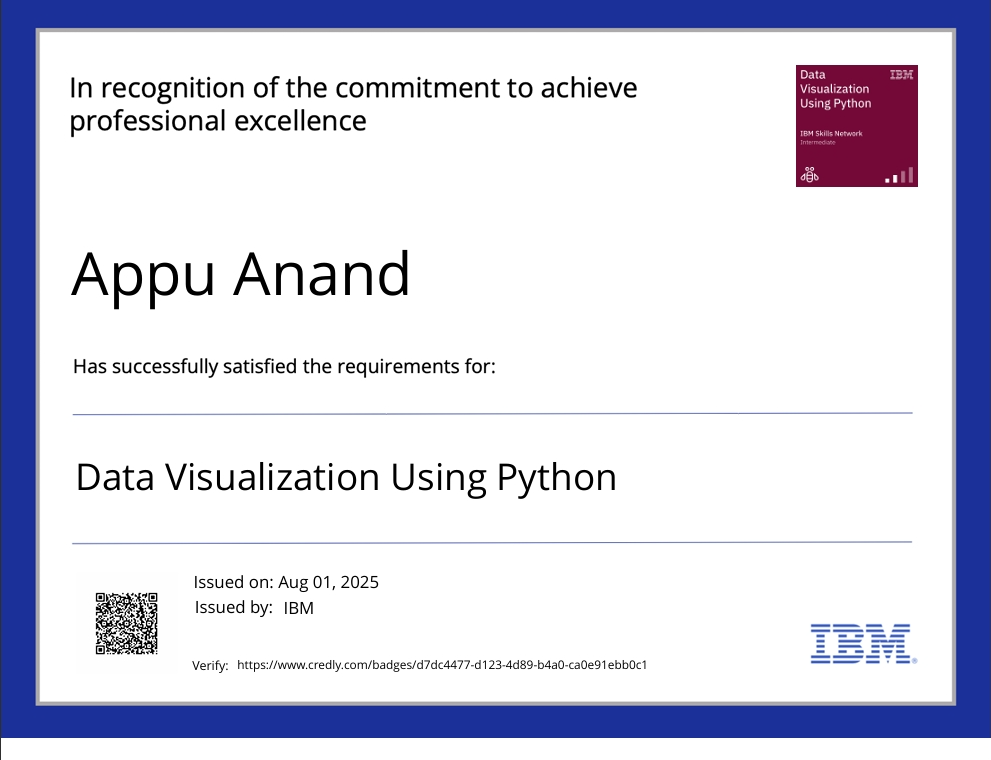 In recognition of the commitment to achieve
professional excellence
Data
Visualization
Using Python
IBM
IBM Skills Network
Intermediate
Appu Anand
Has successfully satisfied the requirements for:
Data Visualization Using Python
Issued on: Aug 01, 2025
Issued by: IBM
Verify: https://www.credly.com/badges/d7dc4477-d123-4d89-b4a0-ca0e91ebb0c1
IBM®